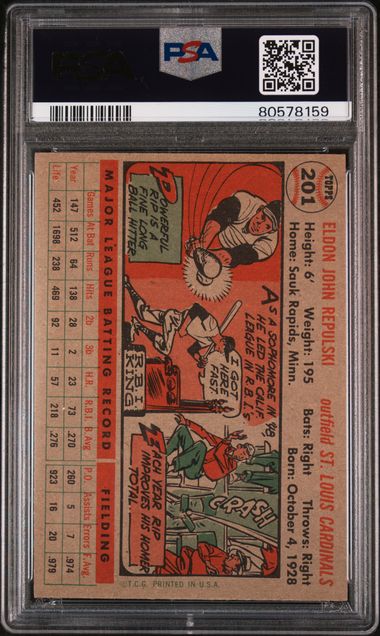 PSA
PSA
80578159
TOPPS
201
ELDON JOHN REPULSKI outfield ST. LOUIS CARDINALS
Height: 6' Weight: 195 Bats: Right Throws: Right
Home: Sauk Rapids, Minn. Born: October 4, 1928
POWERFUL
RIP IS A
FINE LONG
BALL HITTER.
AS A SOPHOMORE IN '48
HE LED THE CALIF.
LEAGUE IN R.B.I.'S
I GOT
HERE
FAST
R.B.I.
KING
EACH YEAR RIP
IMPROVES HIS HOMER
TOTAL...
CRASH
MAJOR LEAGUE BATTING RECORD FIELDING
Games At Bat Runs Hits 2b 3b H.R. R.B.I. B Avg P.O. Assists Errors F. Avg.
Year 147 512 64 138 28 2 23 73 .270 260 5 7 .974
Life 452 1698 238 469 92 11 57 218 .276 923 16 20 .979
©T.C.G. PRINTED IN U.S.A.